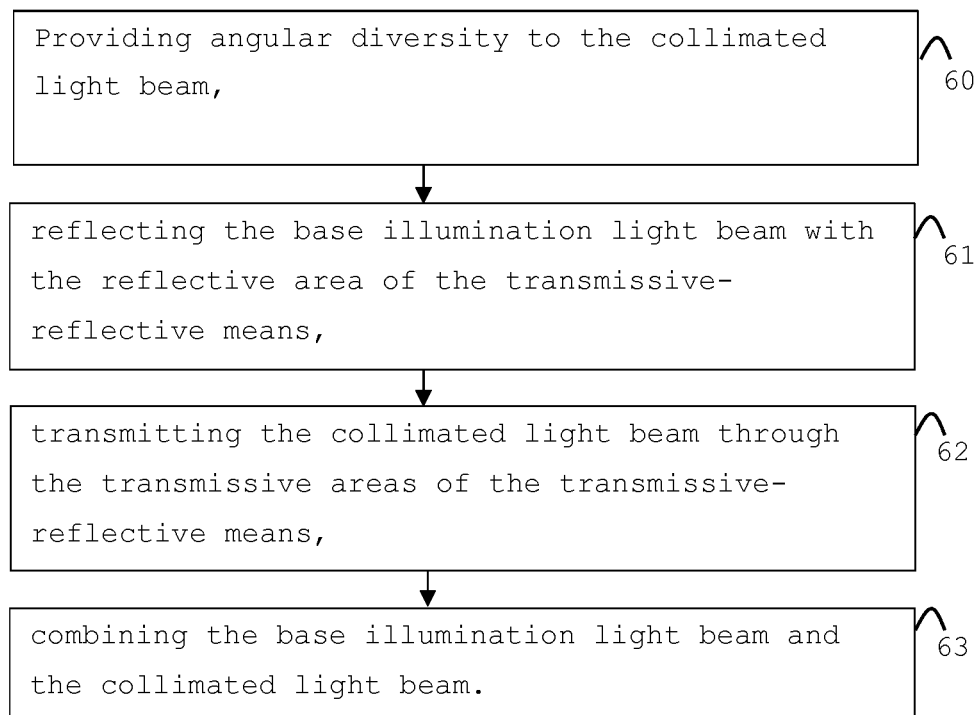 Providing angular diversity to the collimated
light beam,
60
reflecting the base illumination light beam with
the reflective area of the transmissive-
reflective means,
61
transmitting the collimated light beam through
the transmissive areas of the transmissive-
reflective means,
62
combining the base illumination light beam and
the collimated light beam.
63